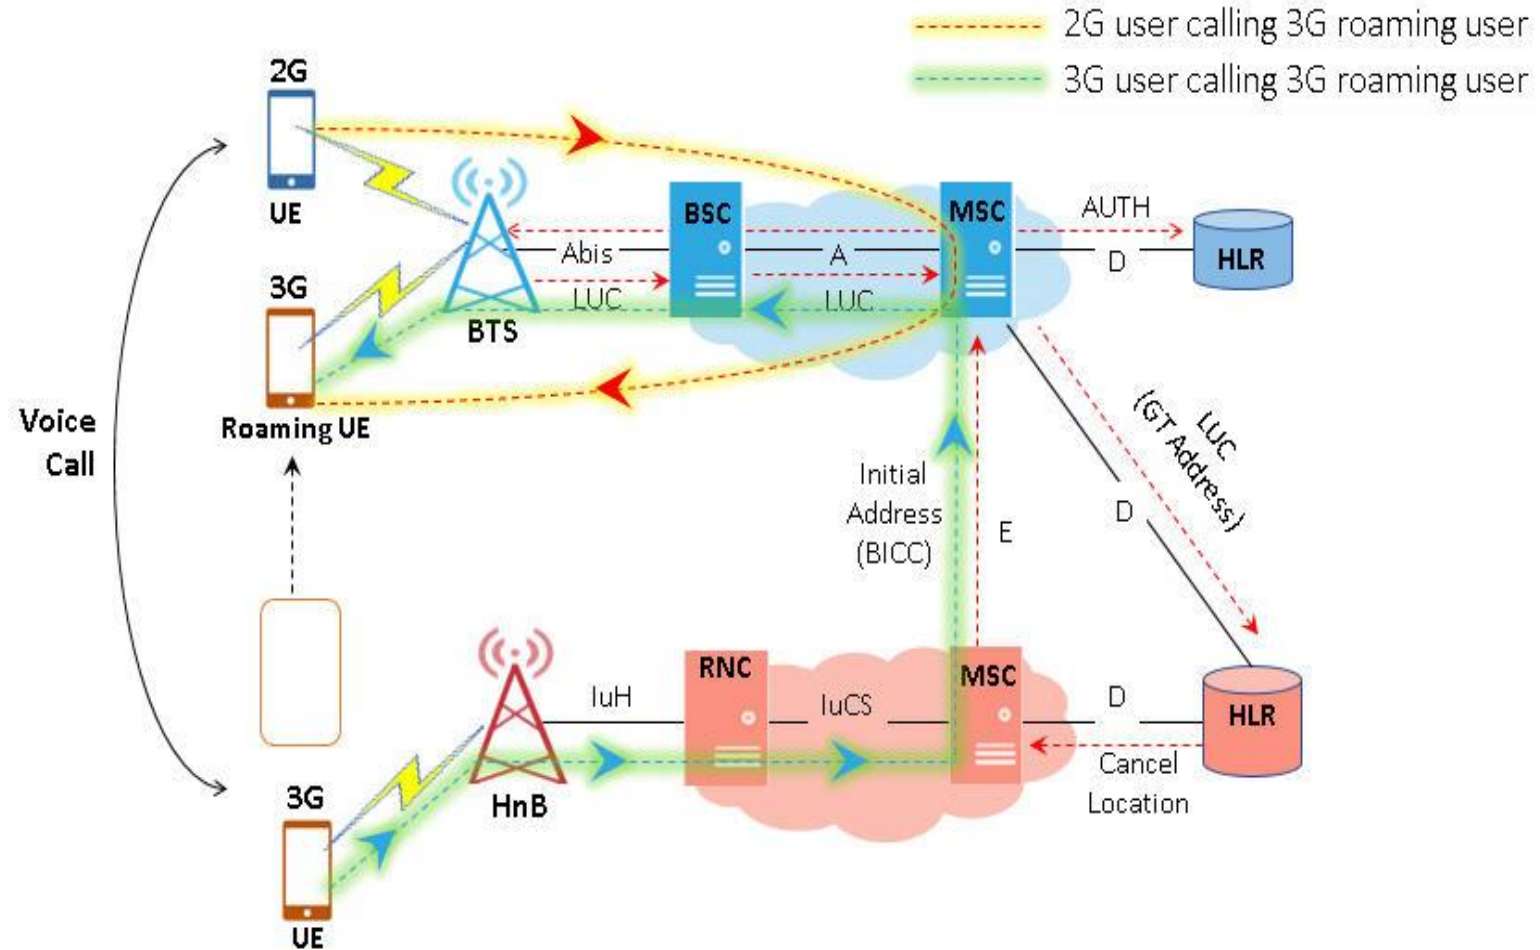 2G user calling 3G roaming user
3G user calling 3G roaming user
2G
UE
BSC
MSC
AUTH
Abis
A
D
HLR
3G
LUC
LUC
BTS
Roaming UE
Voice
Call
LUC
(GT Address)
Initial
Address
(BICC)
E
D
RNC
MSC
IuH
IuCS
D
HLR
Cancel
Location
HnB
3G
UE